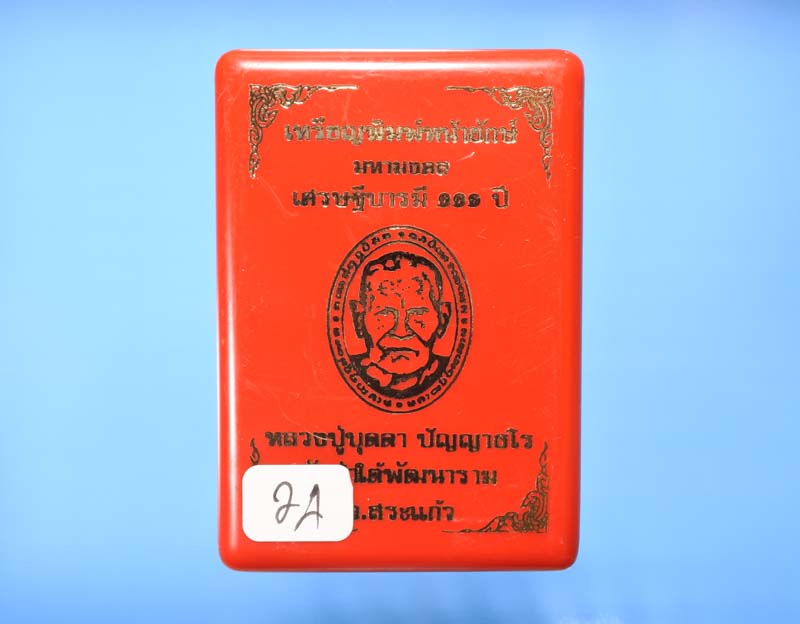 เหรียญพิมพ์หน้ายักษ์
มหามงคล
เศรษฐีบารมี ๑๑๑ ปี
หลวงปู่บุดดา ปัญญาธโร
ใต้พัฒนาราม
จ.สระแก้ว